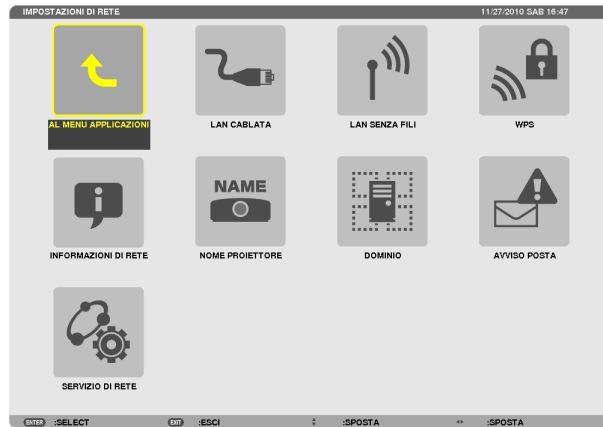 IMPOSTAZIONI DI RETE 11/27/2010 SAB 16:47
AL MENU APPLICAZIONI LAN CABLATA LAN SENZA FILI WPS
NAME
INFORMAZIONI DI RETE NOME PROIETTORE DOMINIO AVVISO POSTA
SERVIZIO DI RETE
ENTER :SELECT EXIT :ESCI :SPOSTA :SPOSTA